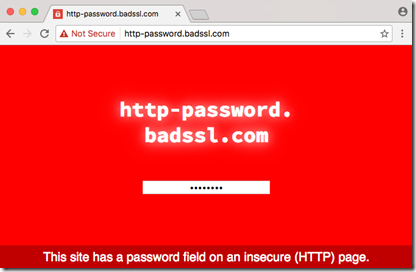 http-password.badssl.com
Not Secure
http-password.badssl.com
http-password.
badssl.com
••••••••
This site has a password field on an insecure (HTTP) page.